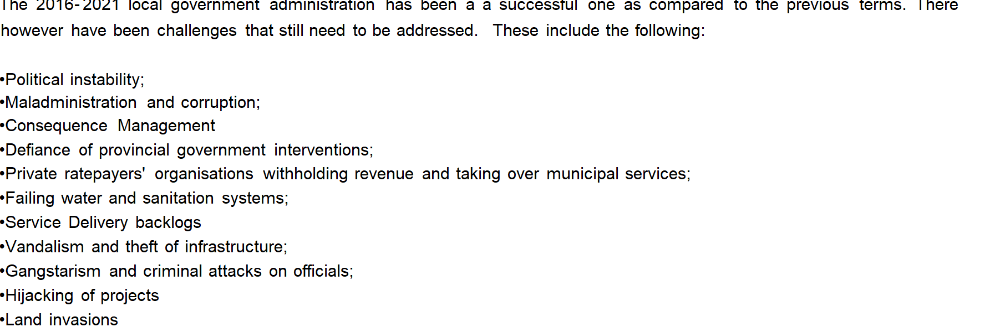 The 2016-2021 local government administration has been a a successful one as compared to the previous terms. There
however have been challenges that still need to be addressed. These include the following:
•Political instability;
•Maladministration and corruption;
•Consequence Management
•Defiance of provincial government interventions;
•Private ratepayers' organisations withholding revenue and taking over municipal services;
•Failing water and sanitation systems;
•Service Delivery backlogs
•Vandalism and theft of infrastructure;
•Gangstarism and criminal attacks on officials;
•Hijacking of projects
•Land invasions